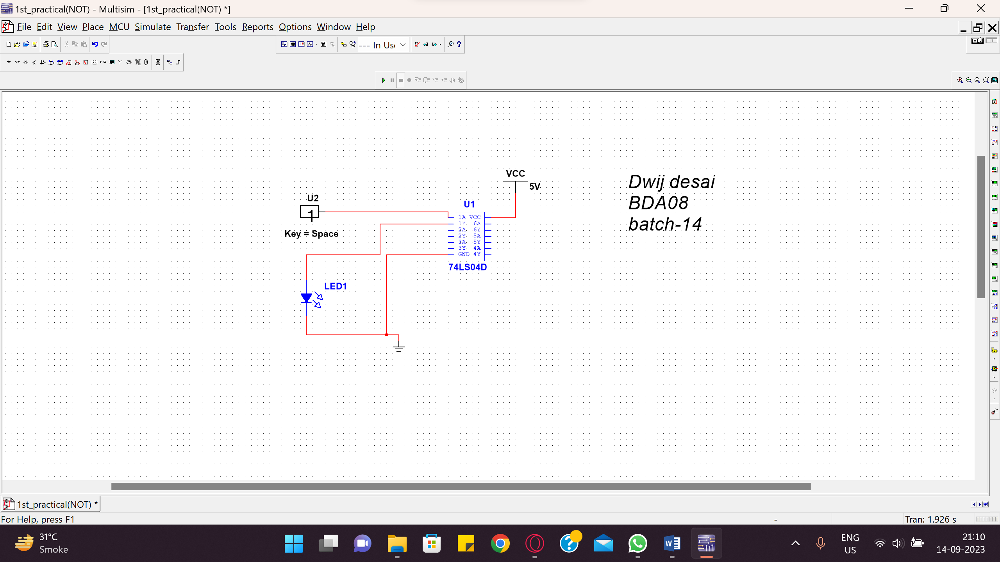 1st_practical(NOT) - Multisim - [1st_practical(NOT) *]
File Edit View Place MCU Simulate Transfer Tools Reports Options Window Help
--- In Use
MISC
VCC
5V
U2
1
Key = Space
U1
1A VCC
1Y 6A
2A 6Y
2Y 5A
3A 5Y
3Y 4A
GND 4Y
74LS04D
LED1
Dwij desai
BDA08
batch-14
1st_practical(NOT) *
For Help, press F1
-
Tran: 1.926 s
31°C
Smoke
ENG
US
21:10
14-09-2023